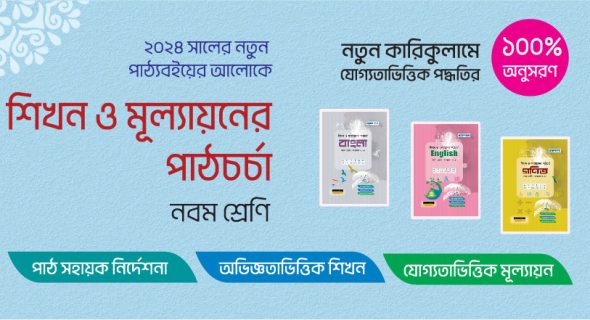 ২০২৪ সালের নতুন
পাঠ্যবইয়ের আলোকে
শিখন ও মূল্যায়নের
পাঠচর্চা
নবম শ্রেণি
নতুন কারিকুলামে
যোগ্যতাভিত্তিক পদ্ধতির
১০০%
অনুসরণ
বাংলা
English
গণিত
পাঠ সহায়ক নির্দেশনা
অভিজ্ঞতাভিত্তিক শিখন
যোগ্যতাভিত্তিক মূল্যায়ন